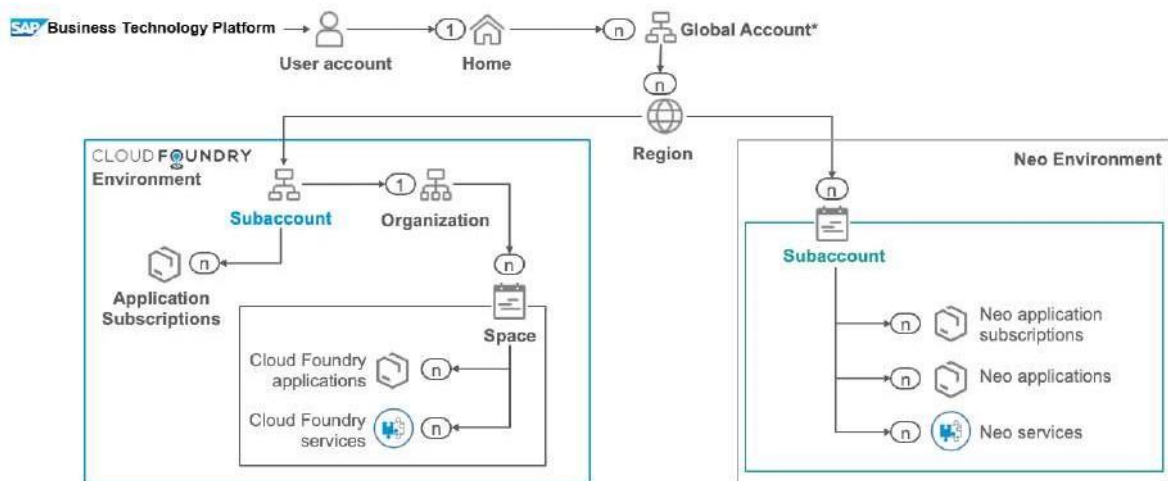 SAP Business Technology Platform
1
n
Global Account*
User account
Home
n
Region
CLOUD FOUNDRY
Environment
Neo Environment
1
n
Subaccount
Organization
Subaccount
n
n
Application
Subscriptions
Space
n
Neo application
subscriptions
Cloud Foundry
applications
n
n
Neo applications
Cloud Foundry
services
n
n
Neo services